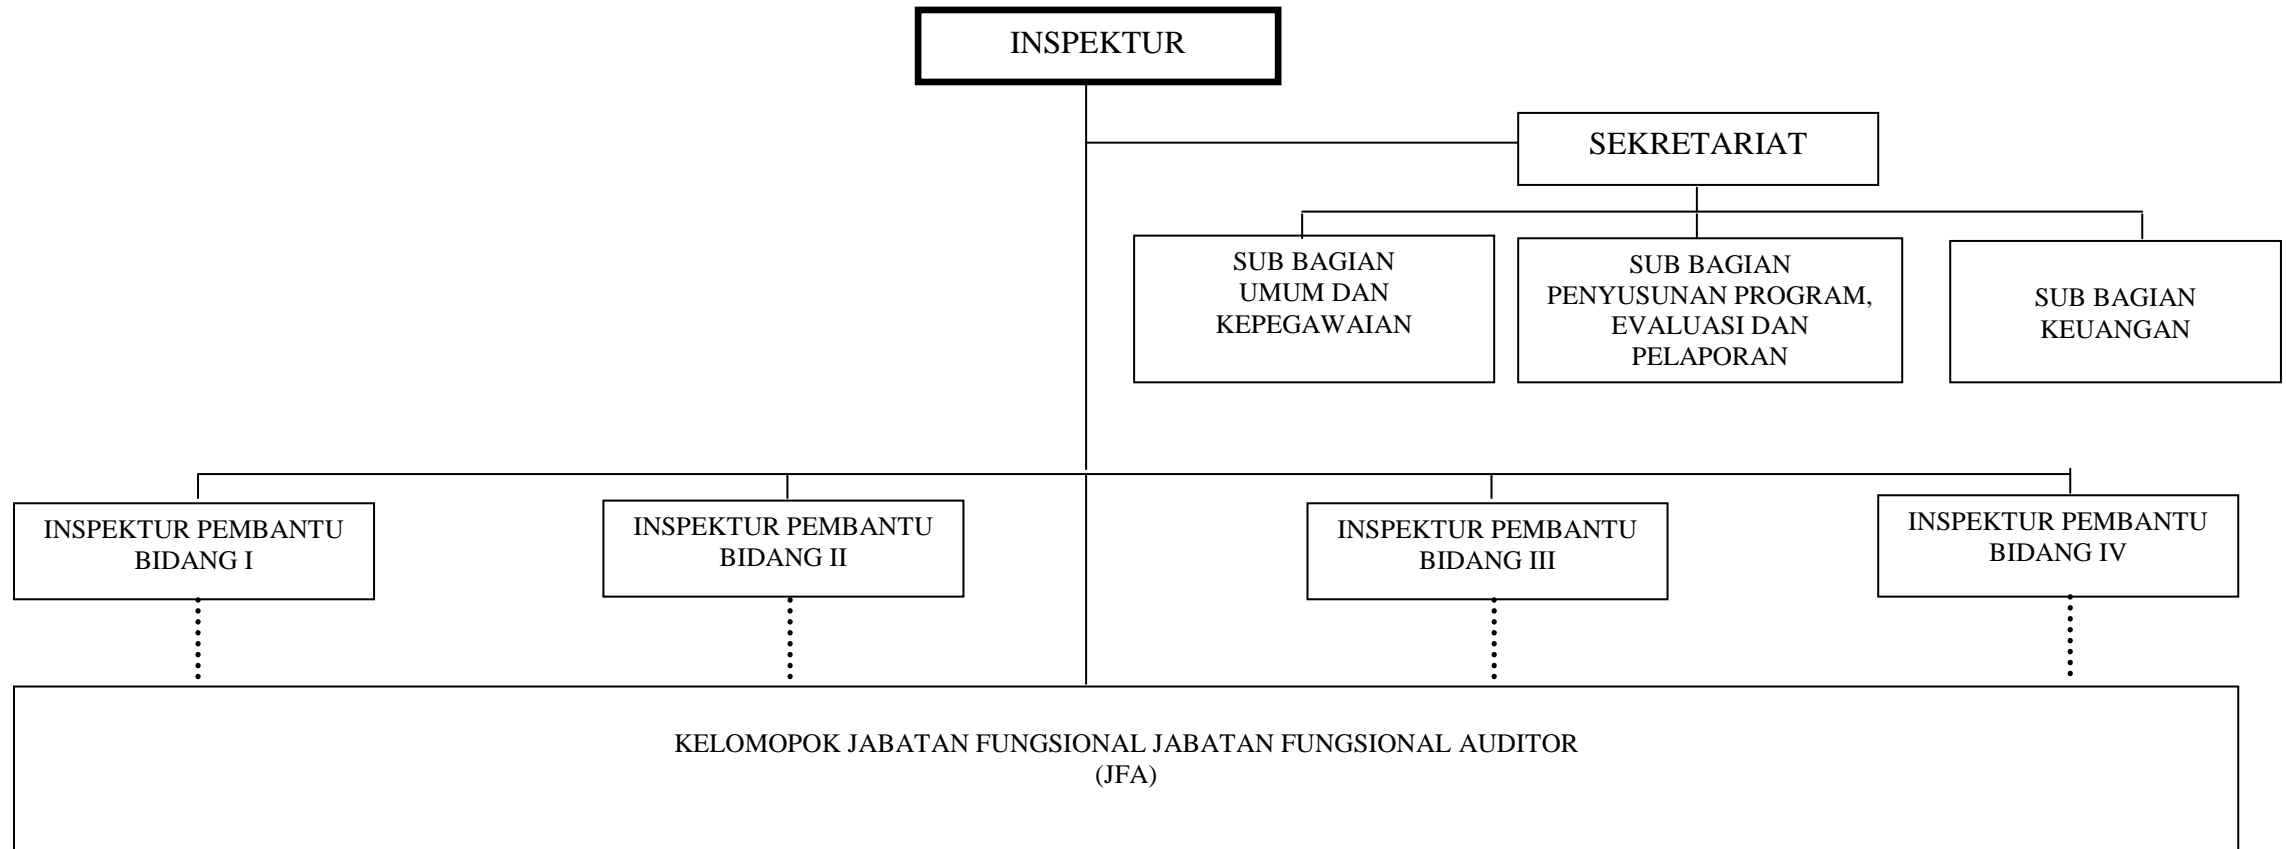 INSPEKTUR
SEKRETARIAT
SUB BAGIAN
UMUM DAN
KEPEGAWAIAN
SUB BAGIAN
PENYUSUNAN PROGRAM,
EVALUASI DAN
PELAPORAN
SUB BAGIAN
KEUANGAN
INSPEKTUR PEMBANTU
BIDANG I
INSPEKTUR PEMBANTU
BIDANG II
INSPEKTUR PEMBANTU
BIDANG III
INSPEKTUR PEMBANTU
BIDANG IV
KELOMOPOK JABATAN FUNGSIONAL JABATAN FUNGSIONAL AUDITOR
(JFA)